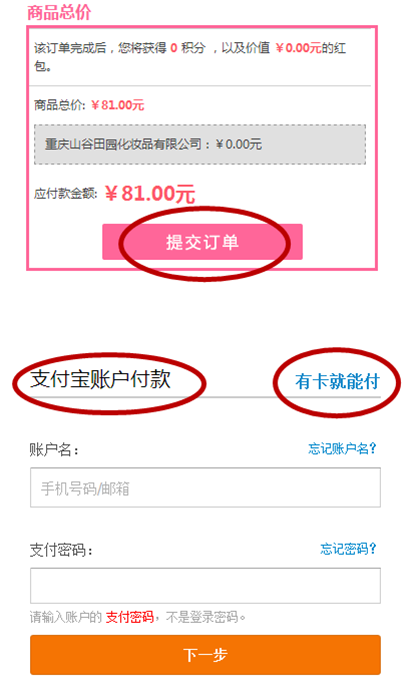 商品总价
该订单完成后，您将获得 0 积分 ，以及价值 ￥0.00元的红
包。
商品总价: ￥81.00元
重庆山谷田园化妆品有限公司：￥0.00元
应付款金额: ￥81.00元
提交订单
支付宝账户付款 有卡就能付
账户名： 忘记账户名？
手机号码/邮箱
支付密码： 忘记密码？
请输入账户的 支付密码，不是登录密码。
下一步